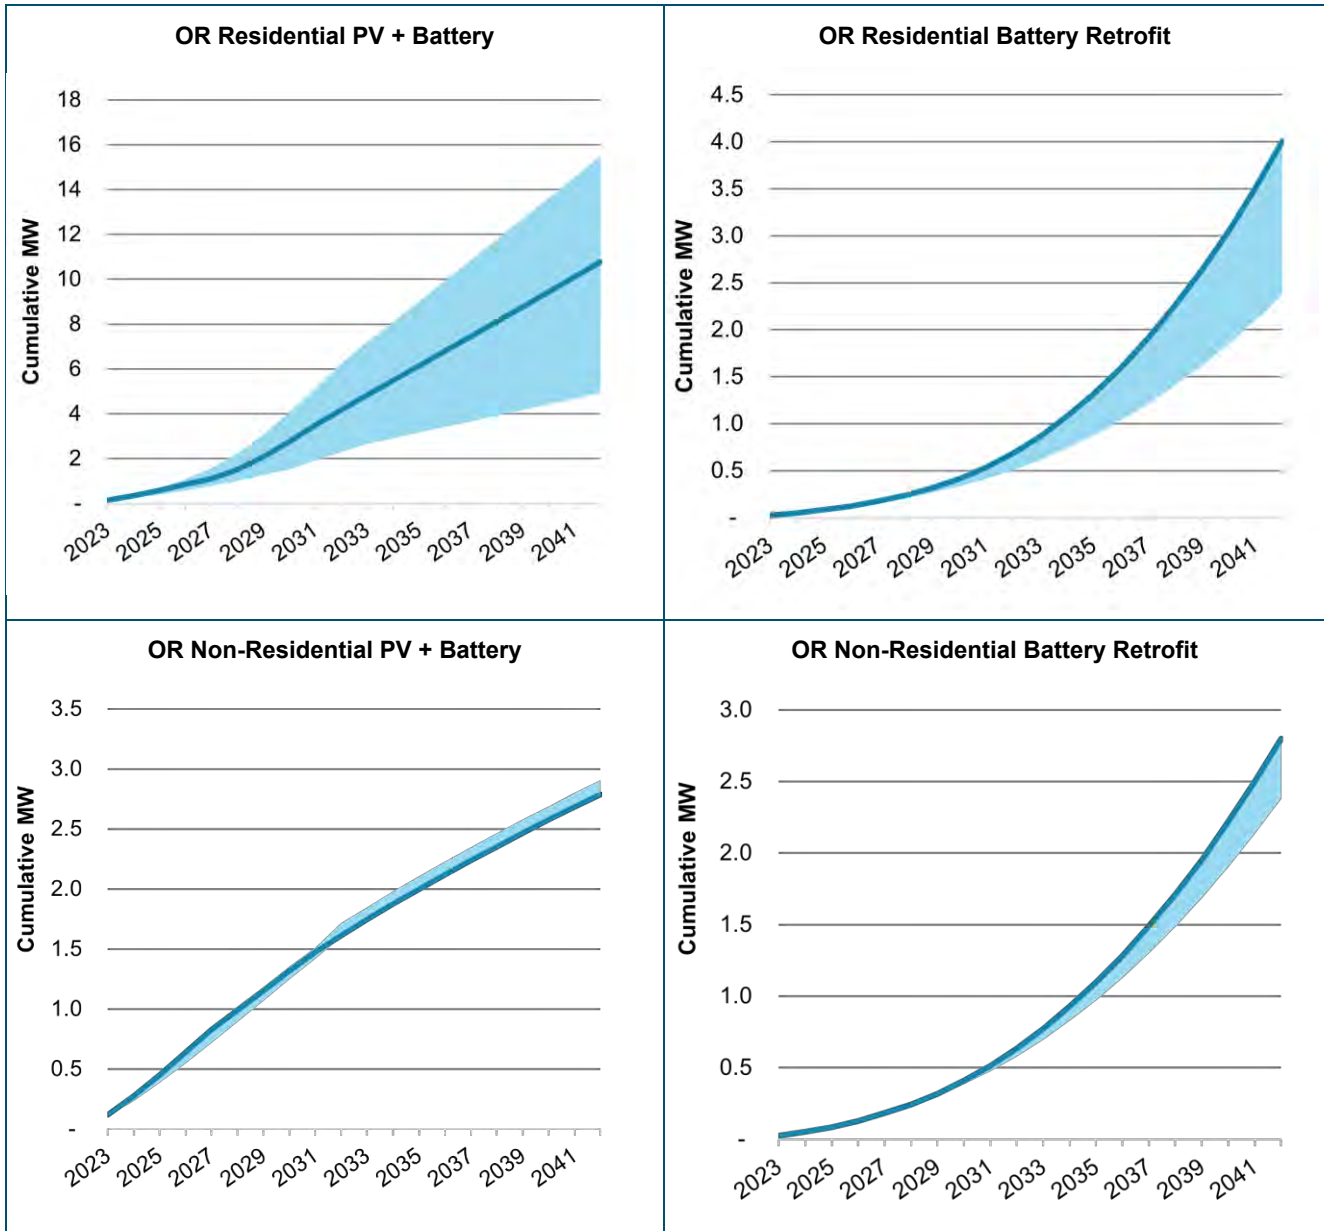 OR Residential PV + Battery
Cumulative MW
18
16
14
12
10
8
6
4
2
-
2023 2025 2027 2029 2031 2033 2035 2037 2039 2041
OR Residential Battery Retrofit
Cumulative MW
4.5
4.0
3.5
3.0
2.5
2.0
1.5
1.0
0.5
-
2023 2025 2027 2029 2031 2033 2035 2037 2039 2041
OR Non-Residential PV + Battery
Cumulative MW
3.5
3.0
2.5
2.0
1.5
1.0
0.5
-
2023 2025 2027 2029 2031 2033 2035 2037 2039 2041
OR Non-Residential Battery Retrofit
Cumulative MW
3.0
2.5
2.0
1.5
1.0
0.5
-
2023 2025 2027 2029 2031 2033 2035 2037 2039 2041